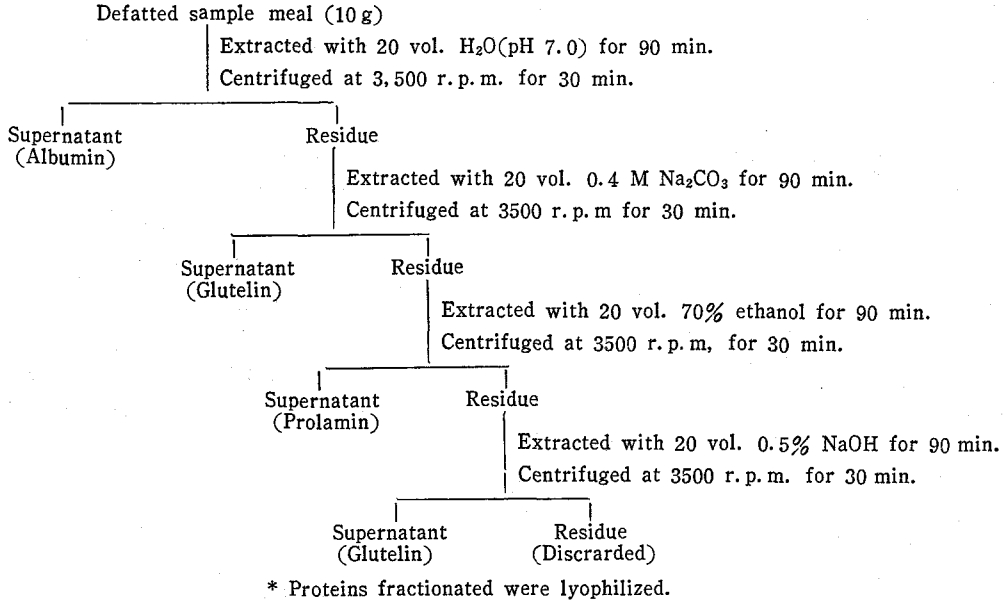 Defatted sample meal (10 g)
Extracted with 20 vol. H₂O(pH 7.0) for 90 min.
Centrifuged at 3,500 r. p. m. for 30 min.
Supernatant
(Albumin)
Residue
Extracted with 20 vol. 0.4 M Na₂CO₃ for 90 min.
Centrifuged at 3500 r. p. m for 30 min.
Supernatant
(Glutelin)
Residue
Extracted with 20 vol. 70% ethanol for 90 min.
Centrifuged at 3500 r. p. m, for 30 min.
Supernatant
(Prolamin)
Residue
Extracted with 20 vol. 0.5% NaOH for 90 min.
Centrifuged at 3500 r. p. m. for 30 min.
Supernatant
(Glutelin)
Residue
(Discrarded)
* Proteins fractionated were lyophilized.